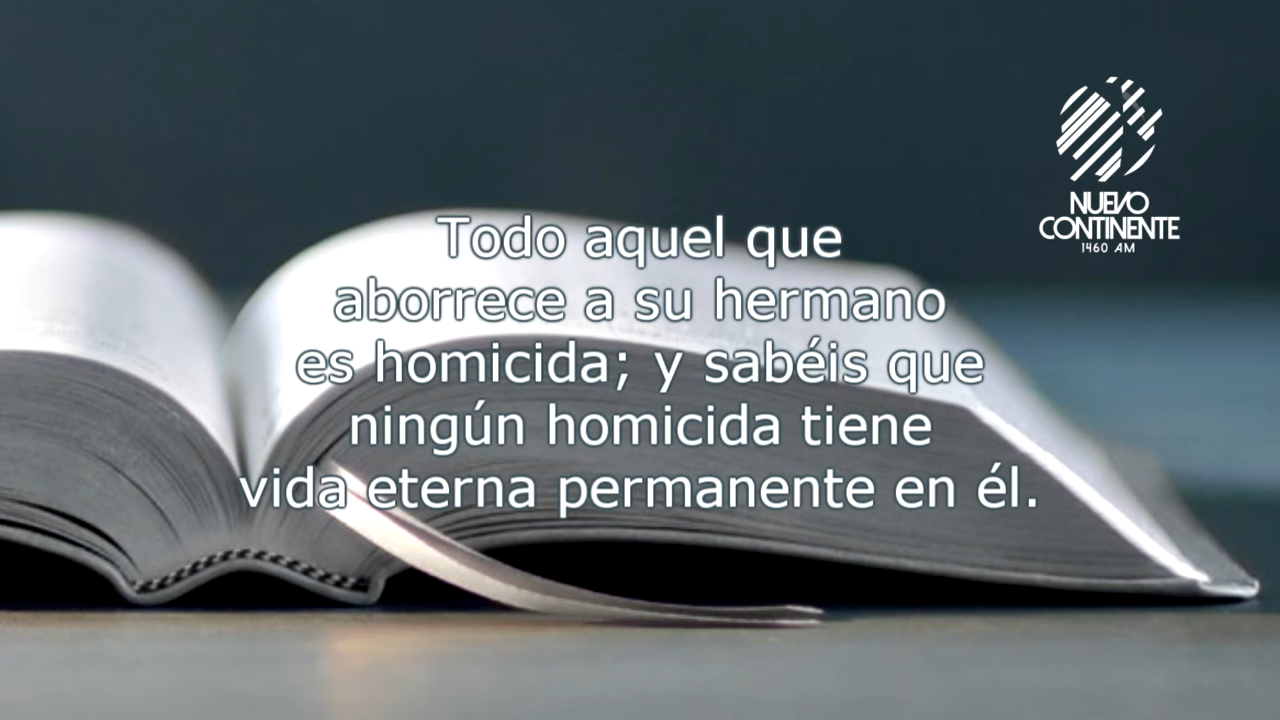 NUEVO
CONTINENTE
1460 AM
Todo aquel que
aborrece a su hermano
es homicida; y sabéis que
ningún homicida tiene
vida eterna permanente en él.